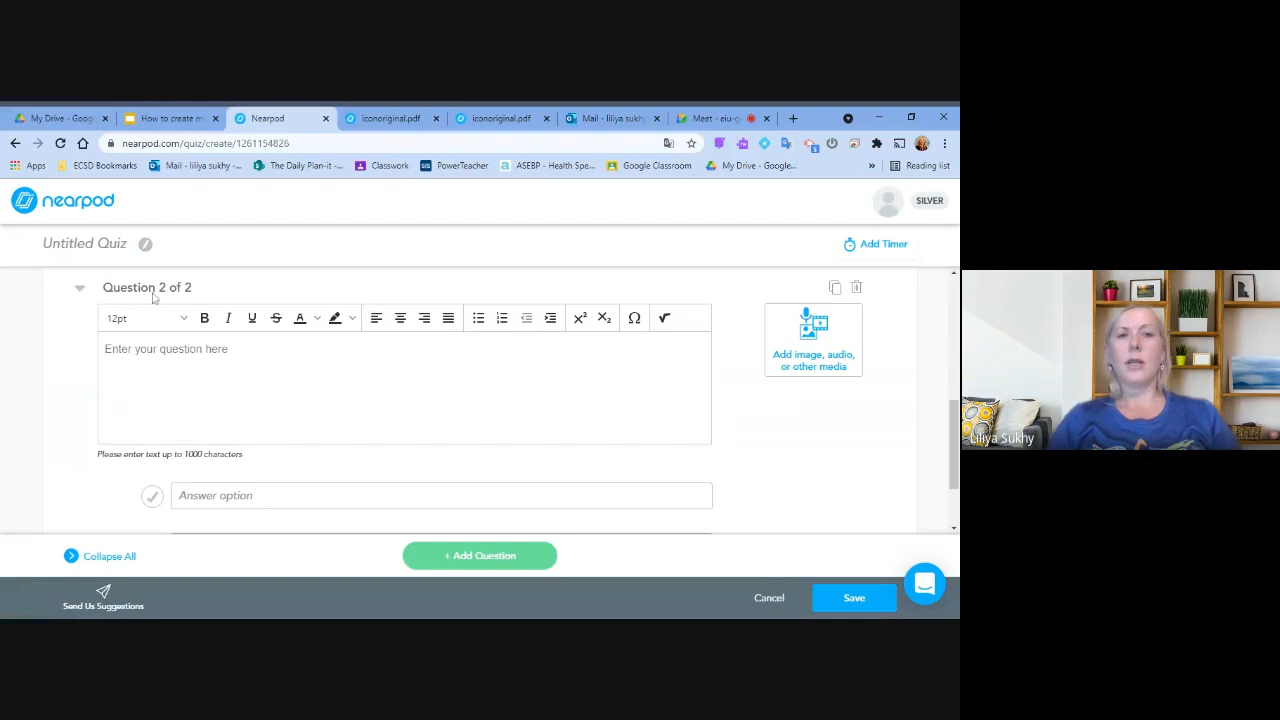 My Drive - Googl
How to create m
Nearpod
iconoriginal.pdf
iconoriginal.pdf
Mail - liliya sukhy
Meet - eiu-g
nearpod.com/quiz/create/1261154826
Apps
ECSD Bookmarks
Mail - liliya sukhy -...
The Daily Plan-it -...
Classwork
PowerTeacher
ASEBP - Health Spe...
Google Classroom
My Drive - Google...
»
Reading list
nearpod
SILVER
Untitled Quiz
Add Timer
Question 2 of 2
12pt
B I U S A
X² X₂ Ω √
Enter your question here
Add image, audio,
or other media
Please enter text up to 1000 characters
Answer option
Liliya Sukhy
Collapse All
+ Add Question
Send Us Suggestions
Cancel
Save